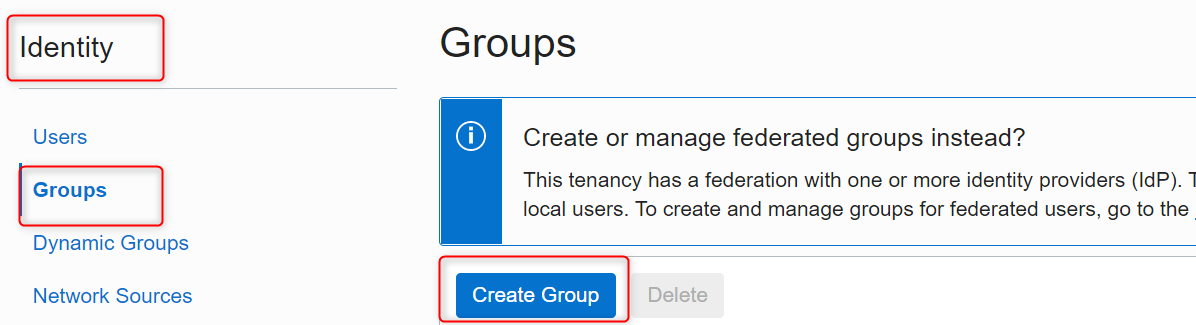 Identity
Users
Groups
Dynamic Groups
Network Sources
Groups
Create or manage federated groups instead?
This tenancy has a federation with one or more identity providers (IdP).
local users. To create and manage groups for federated users, go to the
Create Group
Delete